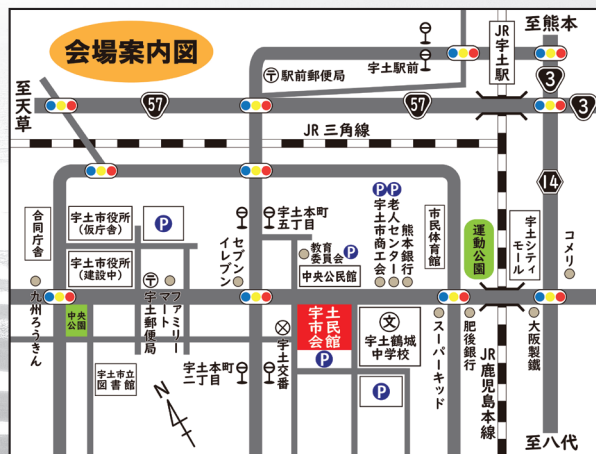 会場案内図
至熊本
JR宇土駅
宇土駅前
〒駅前郵便局
3
至天草
57
57
3
JR三角線
14
合同庁舎
宇土市役所
(仮庁舎)
P
宇土本町
五丁目
P
P
宇土市商工会
老人センター
熊本銀行
市民体育館
運動公園
宇土シティモール
コメリ
宇土市役所
(建設中)
セブンイレブン
教育
委員会
P
中央公民館
九州ろうきん
中央
公園
〒
宇土郵便局
ファミリーマート
宇土
市民
会館
P
文
宇土鶴城
中学校
スーパーキッド
肥後銀行
大阪製鐵
宇土交番
宇土市立
図書館
宇土本町
二丁目
P
N
JR鹿児島本線
至八代